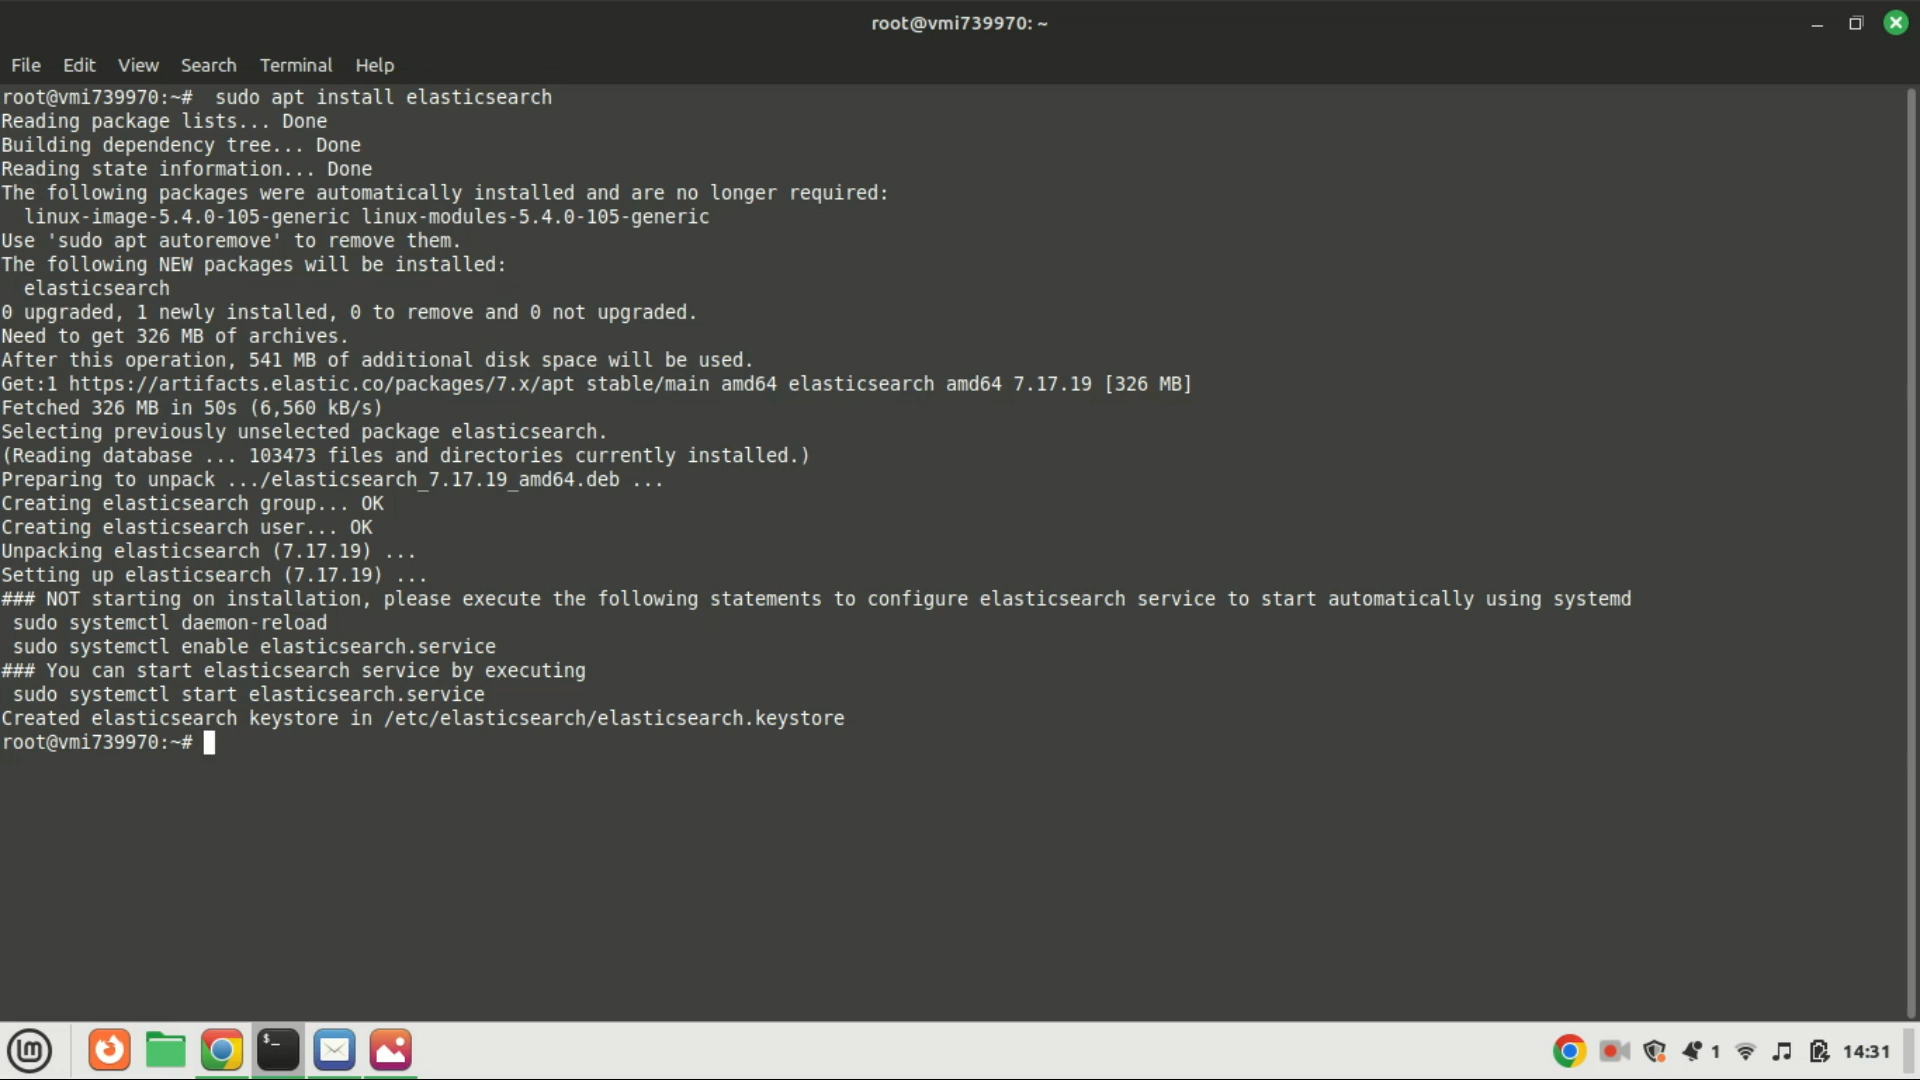 root@vmi739970: ~
File Edit View Search Terminal Help
root@vmi739970:~#  sudo apt install elasticsearch
Reading package lists... Done
Building dependency tree... Done
Reading state information... Done
The following packages were automatically installed and are no longer required:
  linux-image-5.4.0-105-generic linux-modules-5.4.0-105-generic
Use 'sudo apt autoremove' to remove them.
The following NEW packages will be installed:
  elasticsearch
0 upgraded, 1 newly installed, 0 to remove and 0 not upgraded.
Need to get 326 MB of archives.
After this operation, 541 MB of additional disk space will be used.
Get:1 https://artifacts.elastic.co/packages/7.x/apt stable/main amd64 elasticsearch amd64 7.17.19 [326 MB]
Fetched 326 MB in 50s (6,560 kB/s)
Selecting previously unselected package elasticsearch.
(Reading database ... 103473 files and directories currently installed.)
Preparing to unpack .../elasticsearch_7.17.19_amd64.deb ...
Creating elasticsearch group... OK
Creating elasticsearch user... OK
Unpacking elasticsearch (7.17.19) ...
Setting up elasticsearch (7.17.19) ...
### NOT starting on installation, please execute the following statements to configure elasticsearch service to start automatically using systemd
 sudo systemctl daemon-reload
 sudo systemctl enable elasticsearch.service
### You can start elasticsearch service by executing
 sudo systemctl start elasticsearch.service
Created elasticsearch keystore in /etc/elasticsearch/elasticsearch.keystore
root@vmi739970:~#
$_
1 14:31